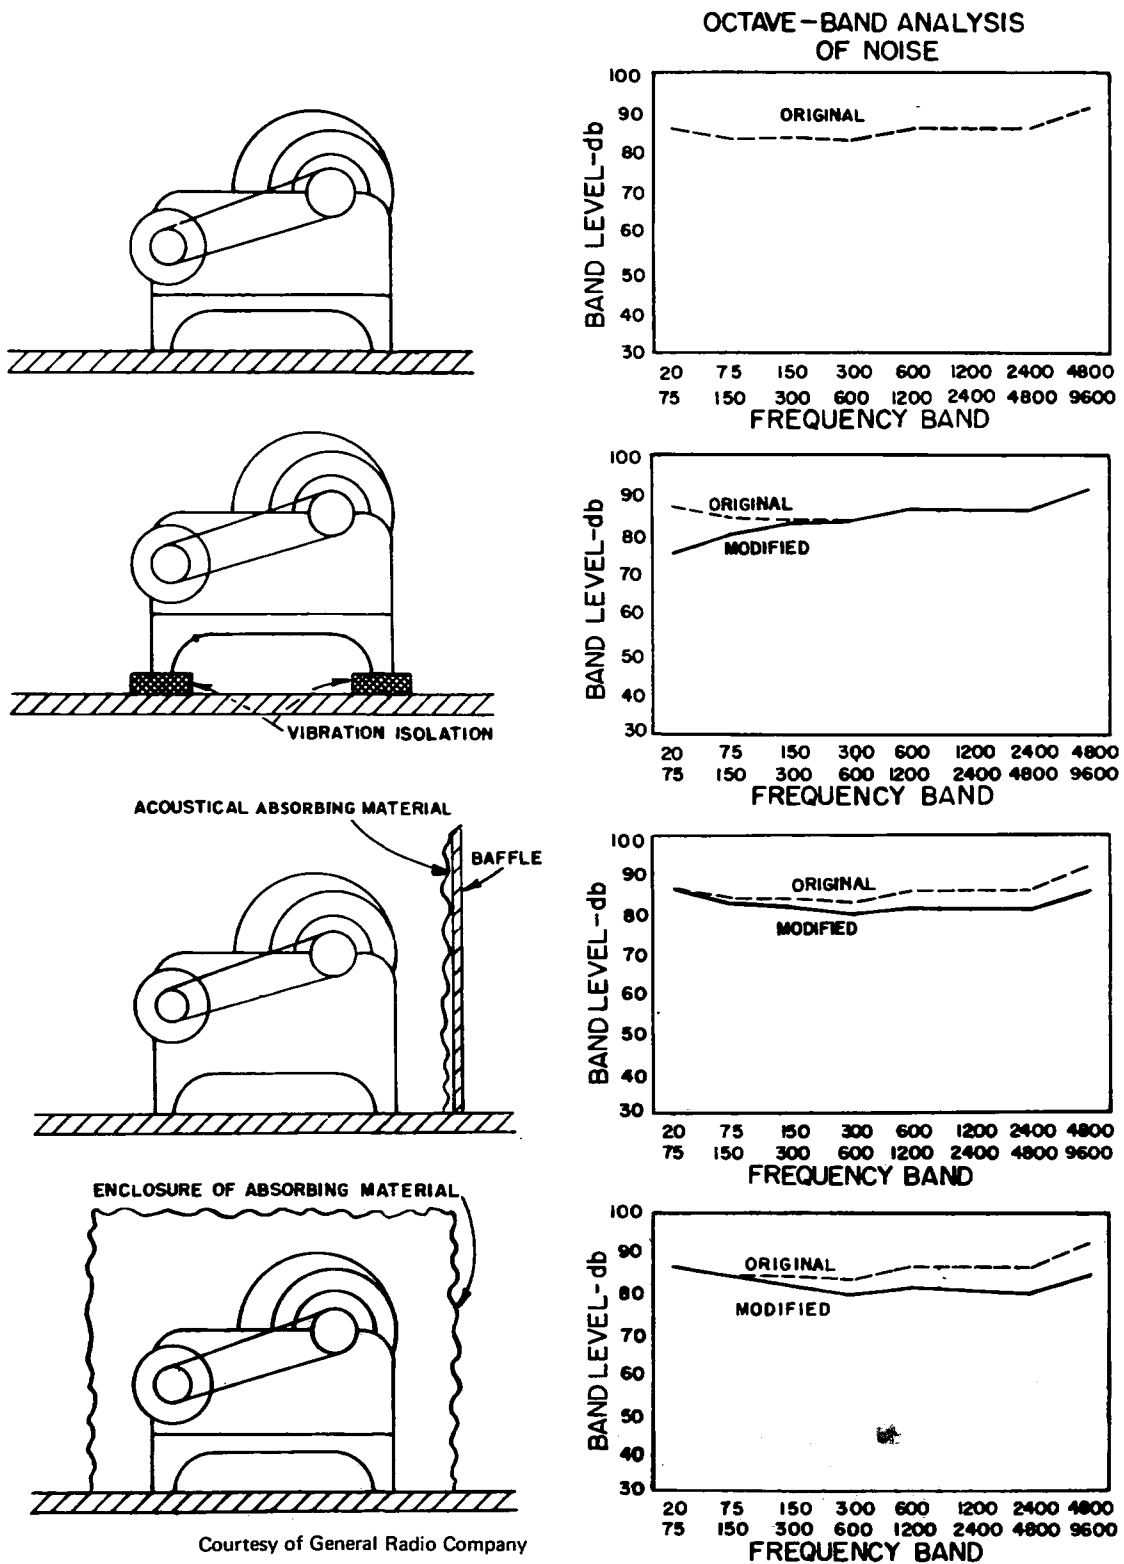 OCTAVE-BAND ANALYSIS
OF NOISE
100
90
80
70
60
50
40
30
BAND LEVEL-db
ORIGINAL
20 75 150 300 600 1200 2400 4800
75 150 300 600 1200 2400 4800 9600
FREQUENCY BAND
VIBRATION ISOLATION
100
90
80
70
60
50
40
30
BAND LEVEL-db
ORIGINAL
MODIFIED
20 75 150 300 600 1200 2400 4800
75 150 300 600 1200 2400 4800 9600
FREQUENCY BAND
ACOUSTICAL ABSORBING MATERIAL
BAFFLE
100
90
80
70
60
50
40
30
BAND LEVEL-db
ORIGINAL
MODIFIED
20 75 150 300 600 1200 2400 4800
75 150 300 600 1200 2400 4800 9600
FREQUENCY BAND
ENCLOSURE OF ABSORBING MATERIAL
100
90
80
70
60
50
40
30
BAND LEVEL-db
ORIGINAL
MODIFIED
20 75 150 300 600 1200 2400 4800
75 150 300 600 1200 2400 4800 9600
FREQUENCY BAND
Courtesy of General Radio Company